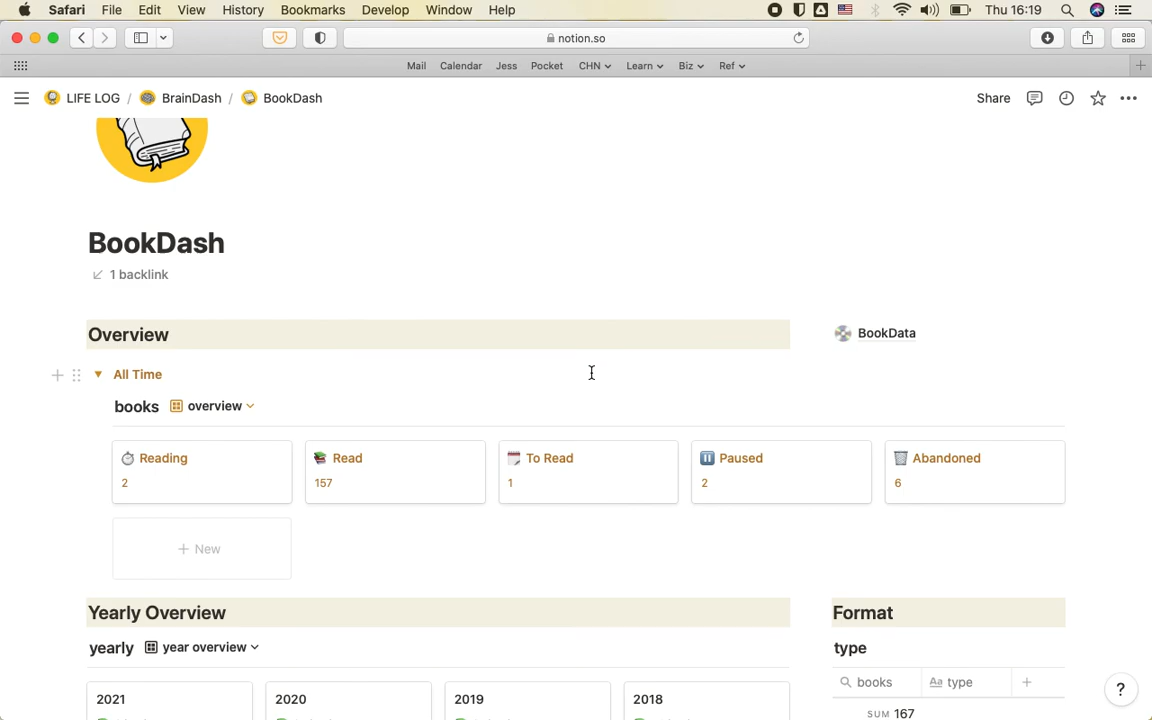 Safari File Edit View History Bookmarks Develop Window Help Thu 16:19
notion.so
Mail Calendar Jess Pocket CHN Learn Biz Ref
LIFE LOG / BrainDash / BookDash Share
BookDash
1 backlink
Overview
BookData
All Time
books overview
Reading Read To Read Paused Abandoned
2 157 1 2 6
+ New
Yearly Overview Format
yearly year overview type
books Aa type +
2021 2020 2019 2018
SUM 167
?